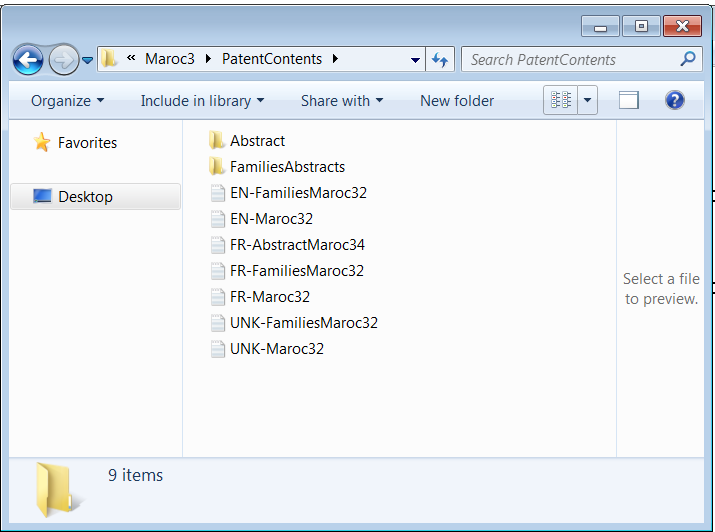 « Maroc3 PatentContents
Search PatentContents
Organize Include in library Share with New folder
Favorites
Desktop
Abstract
FamiliesAbstracts
EN-FamiliesMaroc32
EN-Maroc32
FR-AbstractMaroc34
FR-FamiliesMaroc32
FR-Maroc32
UNK-FamiliesMaroc32
UNK-Maroc32
Select a file
to preview.
9 items